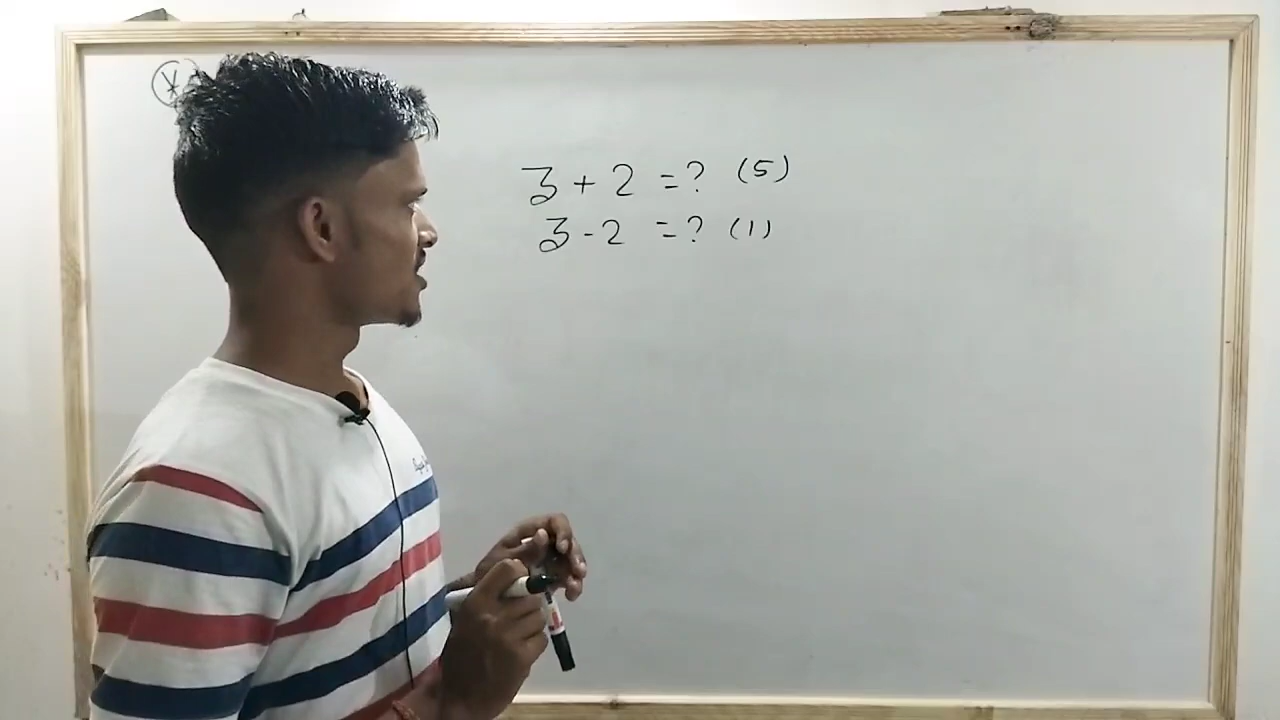 3 + 2 = ? (5)
3 - 2 = ? (1)